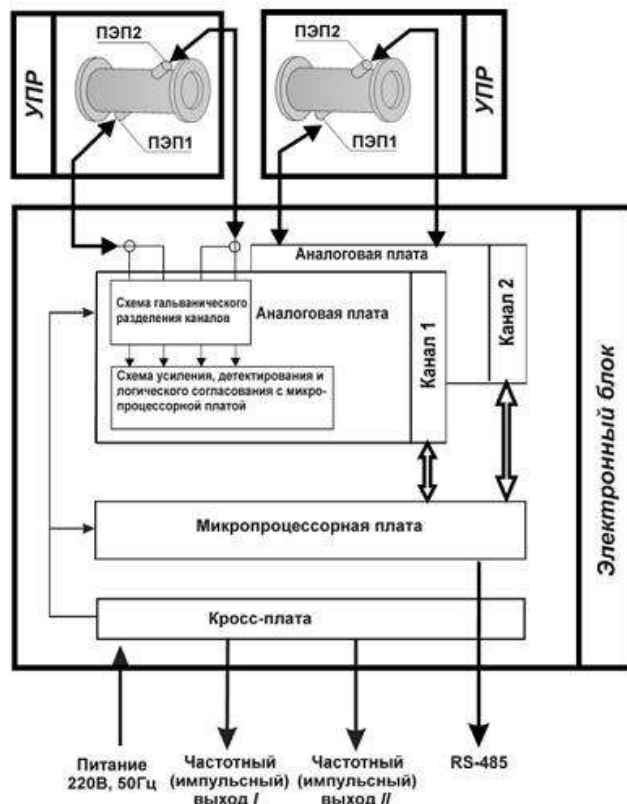 УПР
ПЭП2
ПЭП1
ПЭП2
ПЭП1
УПР
Аналоговая плата
Канал 2
Схема гальванического
разделения каналов
Аналоговая плата
Канал 1
Схема усиления, детектирования и
логического согласования с микро-
процессорной платой
Микропроцессорная плата
Кросс-плата
Электронный блок
Питание
220В, 50Гц
Частотный
(импульсный)
выход I
Частотный
(импульсный)
выход II
RS-485